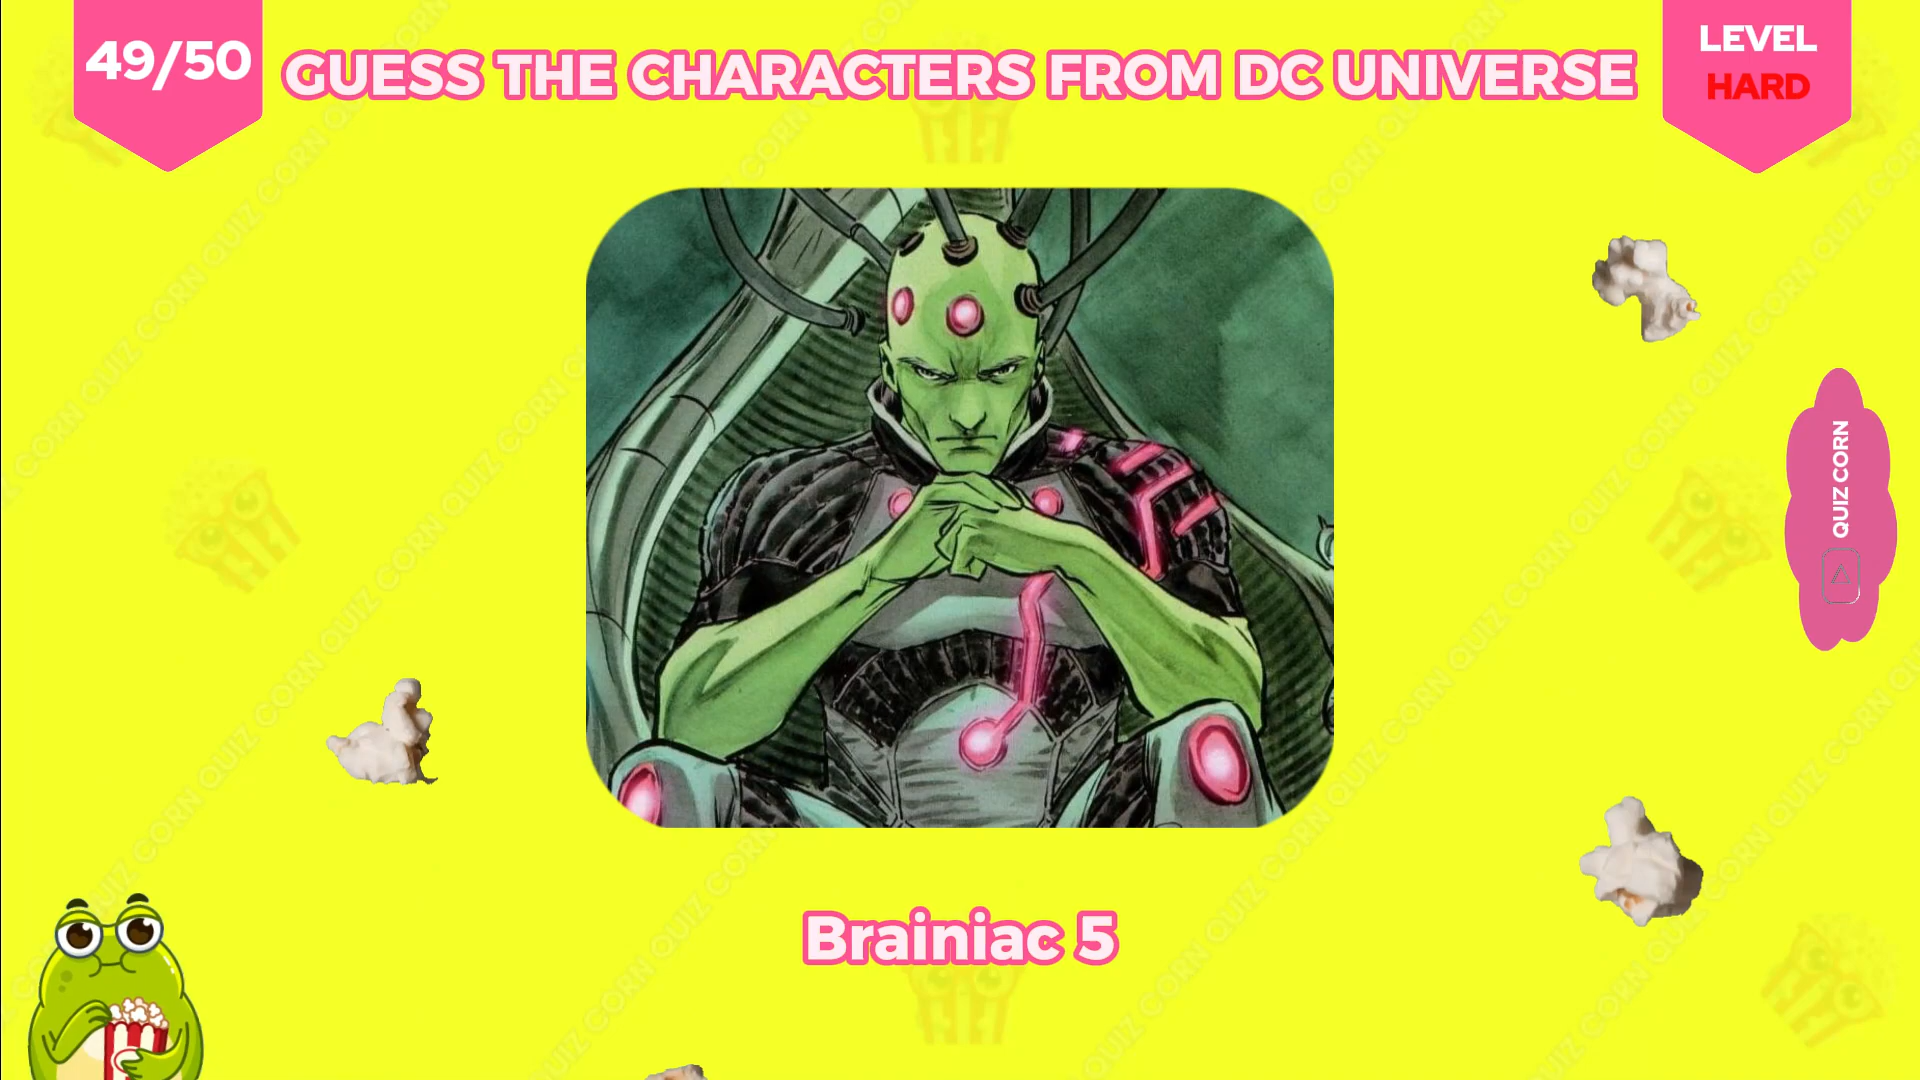 49/50
GUESS THE CHARACTERS FROM DC UNIVERSE
LEVEL
HARD
QUIZ CORN
Brainiac 5